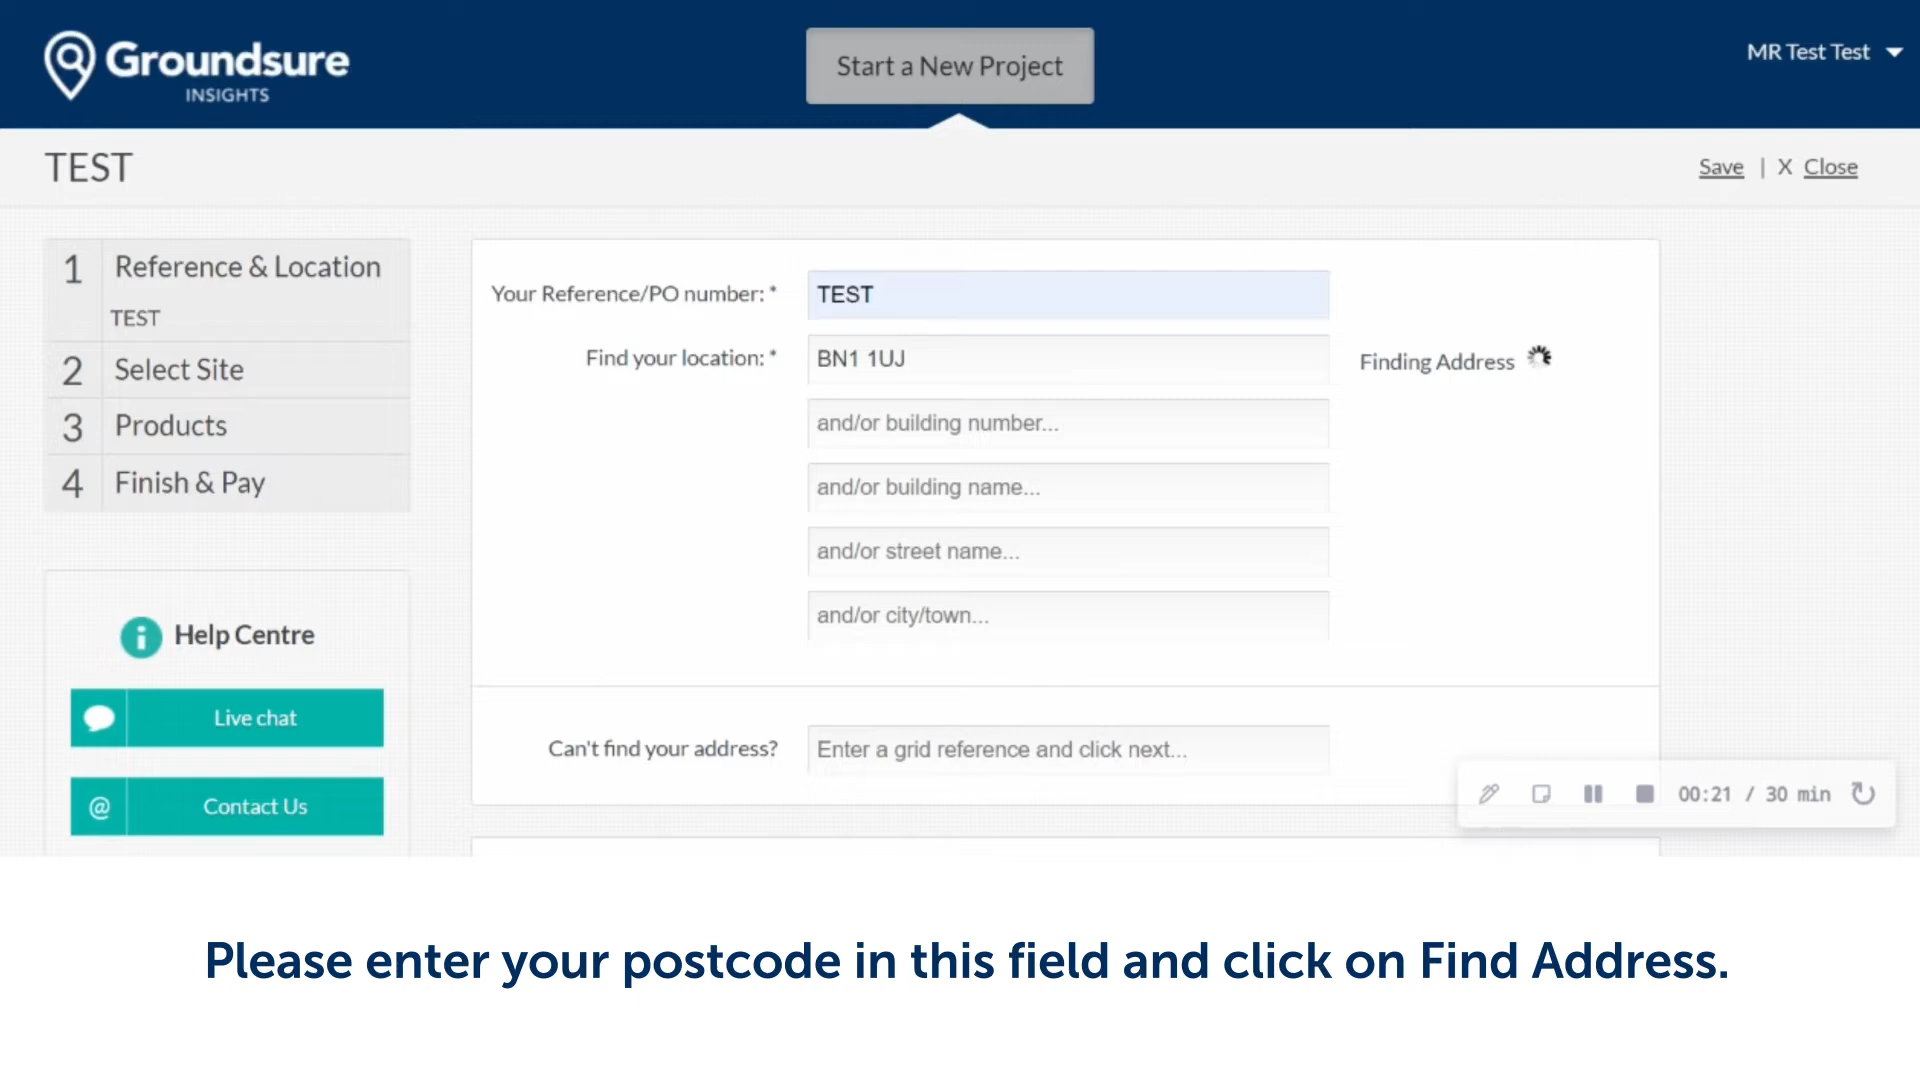 Groundsure
INSIGHTS
Start a New Project
MR Test Test
TEST
Save | X Close
1 Reference & Location
TEST
2 Select Site
3 Products
4 Finish & Pay
Your Reference/PO number: * TEST
Find your location: * BN1 1UJ Finding Address
and/or building number...
and/or building name...
and/or street name...
and/or city/town...
Can't find your address? Enter a grid reference and click next...
i Help Centre
Live chat
@ Contact Us
00:21 / 30 min
Please enter your postcode in this field and click on Find Address.